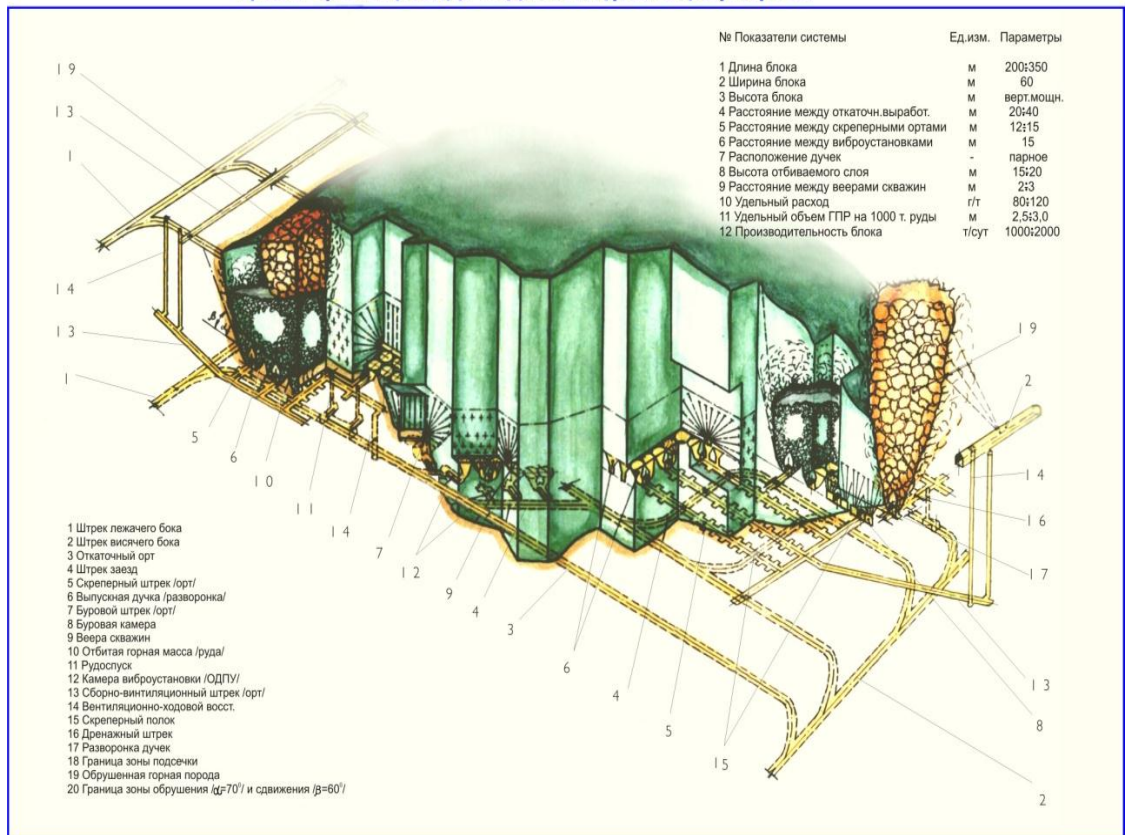 № Показатели системы Ед.изм. Параметры
1 Длина блока м 200÷350
2 Ширина блока м 60
3 Высота блока м верт.мощн.
4 Расстояние между откаточн.выработ. м 20÷40
5 Расстояние между скреперными ортами м 12÷15
6 Расстояние между виброустановками м 15
7 Расположение дучек - парное
8 Высота отбиваемого слоя м 15÷20
9 Расстояние между веерами скважин м 2÷3
10 Удельный расход г/т 80÷120
11 Удельный объем ГПР на 1000 т. руды м 2,5÷3,0
12 Производительность блока т/сут 1000÷2000
19
13
1
14
13
1
5
6
10
11
14
7
12
9
4
3
6
4
5
15
19
2
14
16
17
13
8
2
1 Штрек лежачего бока
2 Штрек висячего бока
3 Откаточный орт
4 Штрек заезд
5 Скреперный штрек /орт/
6 Выпускная дучка /разворонка/
7 Буровой штрек /орт/
8 Буровая камера
9 Веера скважин
10 Отбитая горная масса /руда/
11 Рудоспуск
12 Камера виброустановки /ОДПУ/
13 Сборно-винтиляционный штрек /орт/
14 Вентиляционно-ходовой восст.
15 Скреперный полок
16 Дренажный штрек
17 Разворонка дучек
18 Граница зоны подсечки
19 Обрушенная горная порода
20 Граница зоны обрушения /α=70⁰/ и сдвижения /β=60⁰/